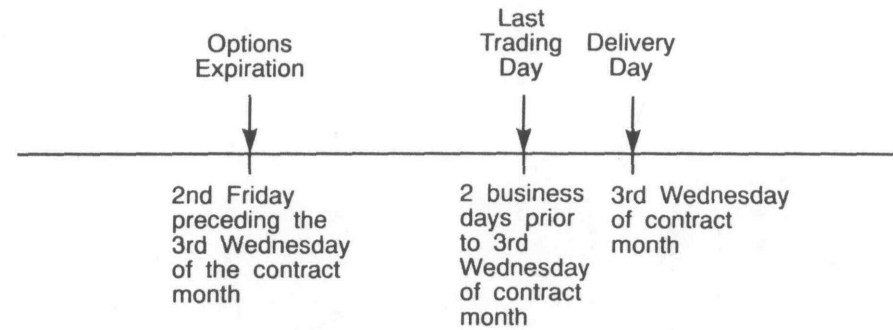 Options
Expiration
Last
Trading
Day
Delivery
Day
2nd Friday
preceding the
3rd Wednesday
of the contract
month
2 business
days prior
to 3rd
Wednesday
of contract
month
3rd Wednesday
of contract
month